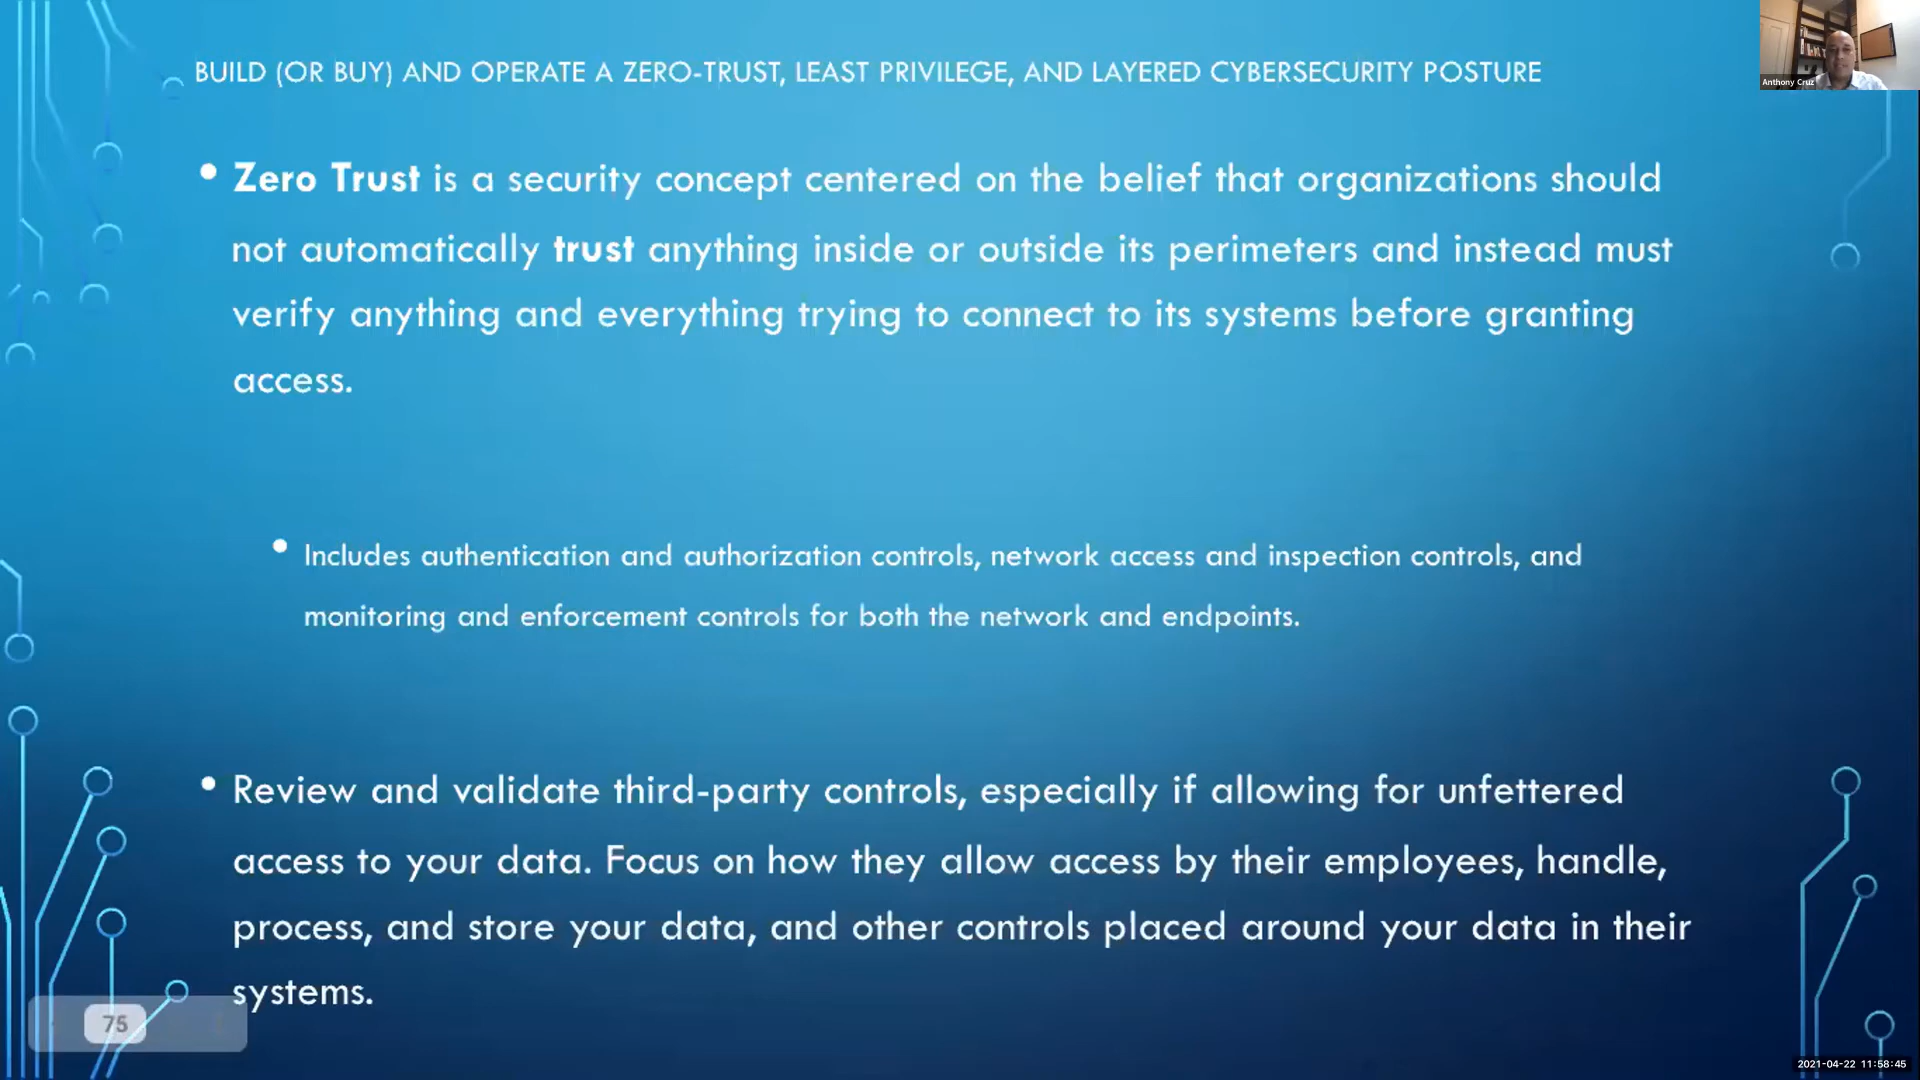 BUILD (OR BUY) AND OPERATE A ZERO-TRUST, LEAST PRIVILEGE, AND LAYERED CYBERSECURITY POSTURE
Anthony Cruz
• Zero Trust is a security concept centered on the belief that organizations should
not automatically trust anything inside or outside its perimeters and instead must
verify anything and everything trying to connect to its systems before granting
access.
• Includes authentication and authorization controls, network access and inspection controls, and
monitoring and enforcement controls for both the network and endpoints.
• Review and validate third-party controls, especially if allowing for unfettered
access to your data. Focus on how they allow access by their employees, handle,
process, and store your data, and other controls placed around your data in their
systems.
75
2021-04-22 11:58:45